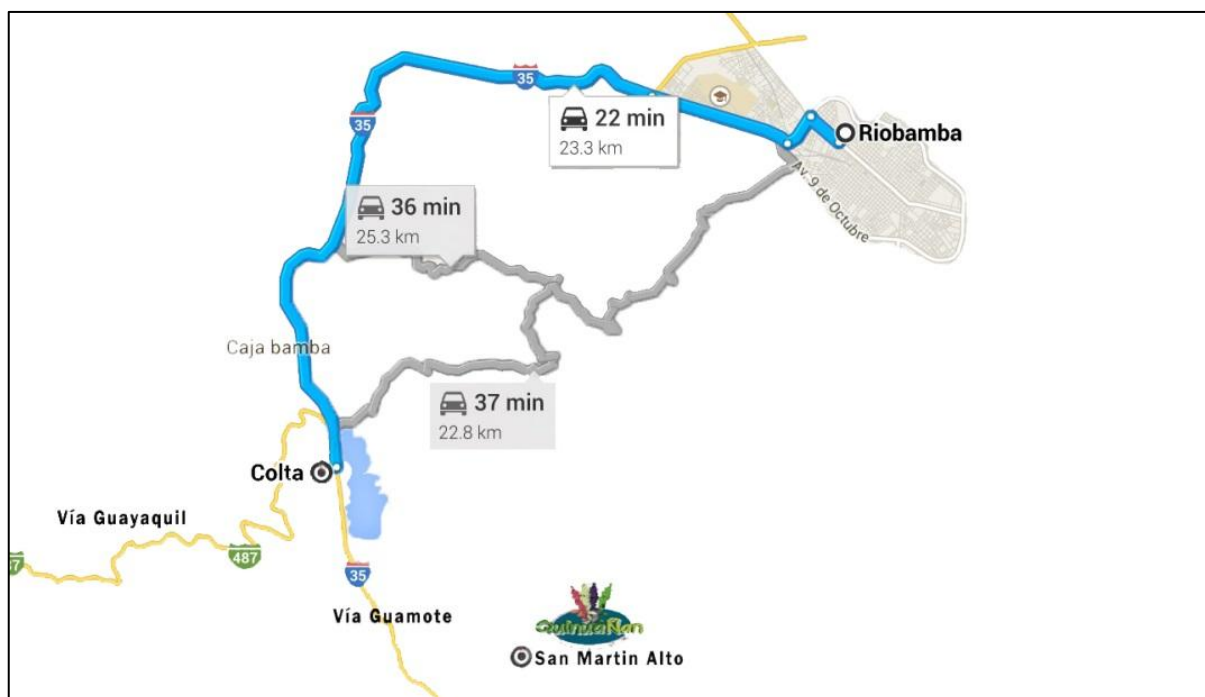 35
35
22 min
23.3 km
Riobamba
Av. 9 de Octubre
36 min
25.3 km
Caja bamba
37 min
22.8 km
Colta
Vía Guayaquil
487
35
Vía Guamote
QuinuaÑan
San Martin Alto